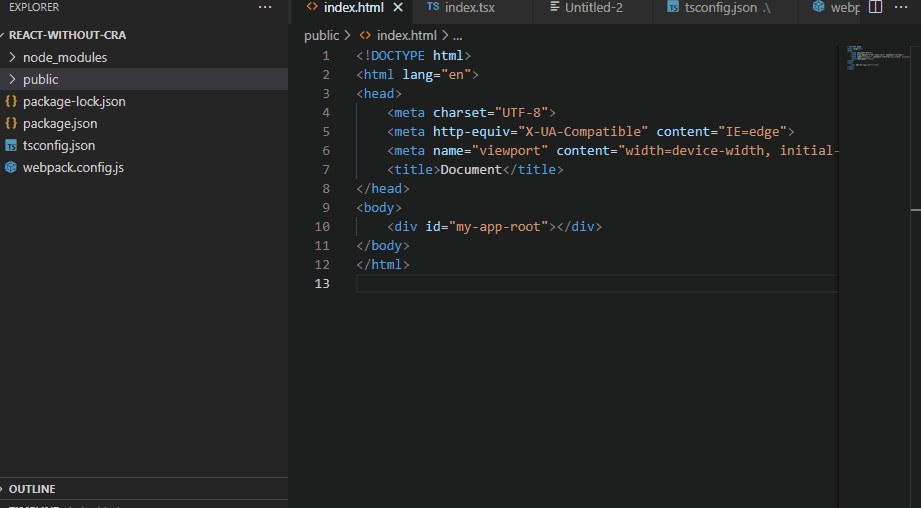 EXPLORER
REACT-WITHOUT-CRA
node_modules
public
package-lock.json
package.json
tsconfig.json
webpack.config.js
OUTLINE
index.html
TS index.tsx
Untitled-2
TS tsconfig.json .\
webp
public > <> index.html > ...
1 <!DOCTYPE html>
2 <html lang="en">
3 <head>
4 <meta charset="UTF-8">
5 <meta http-equiv="X-UA-Compatible" content="IE=edge">
6 <meta name="viewport" content="width=device-width, initial-
7 <title>Document</title>
8 </head>
9 <body>
10 <div id="my-app-root"></div>
11 </body>
12 </html>
13